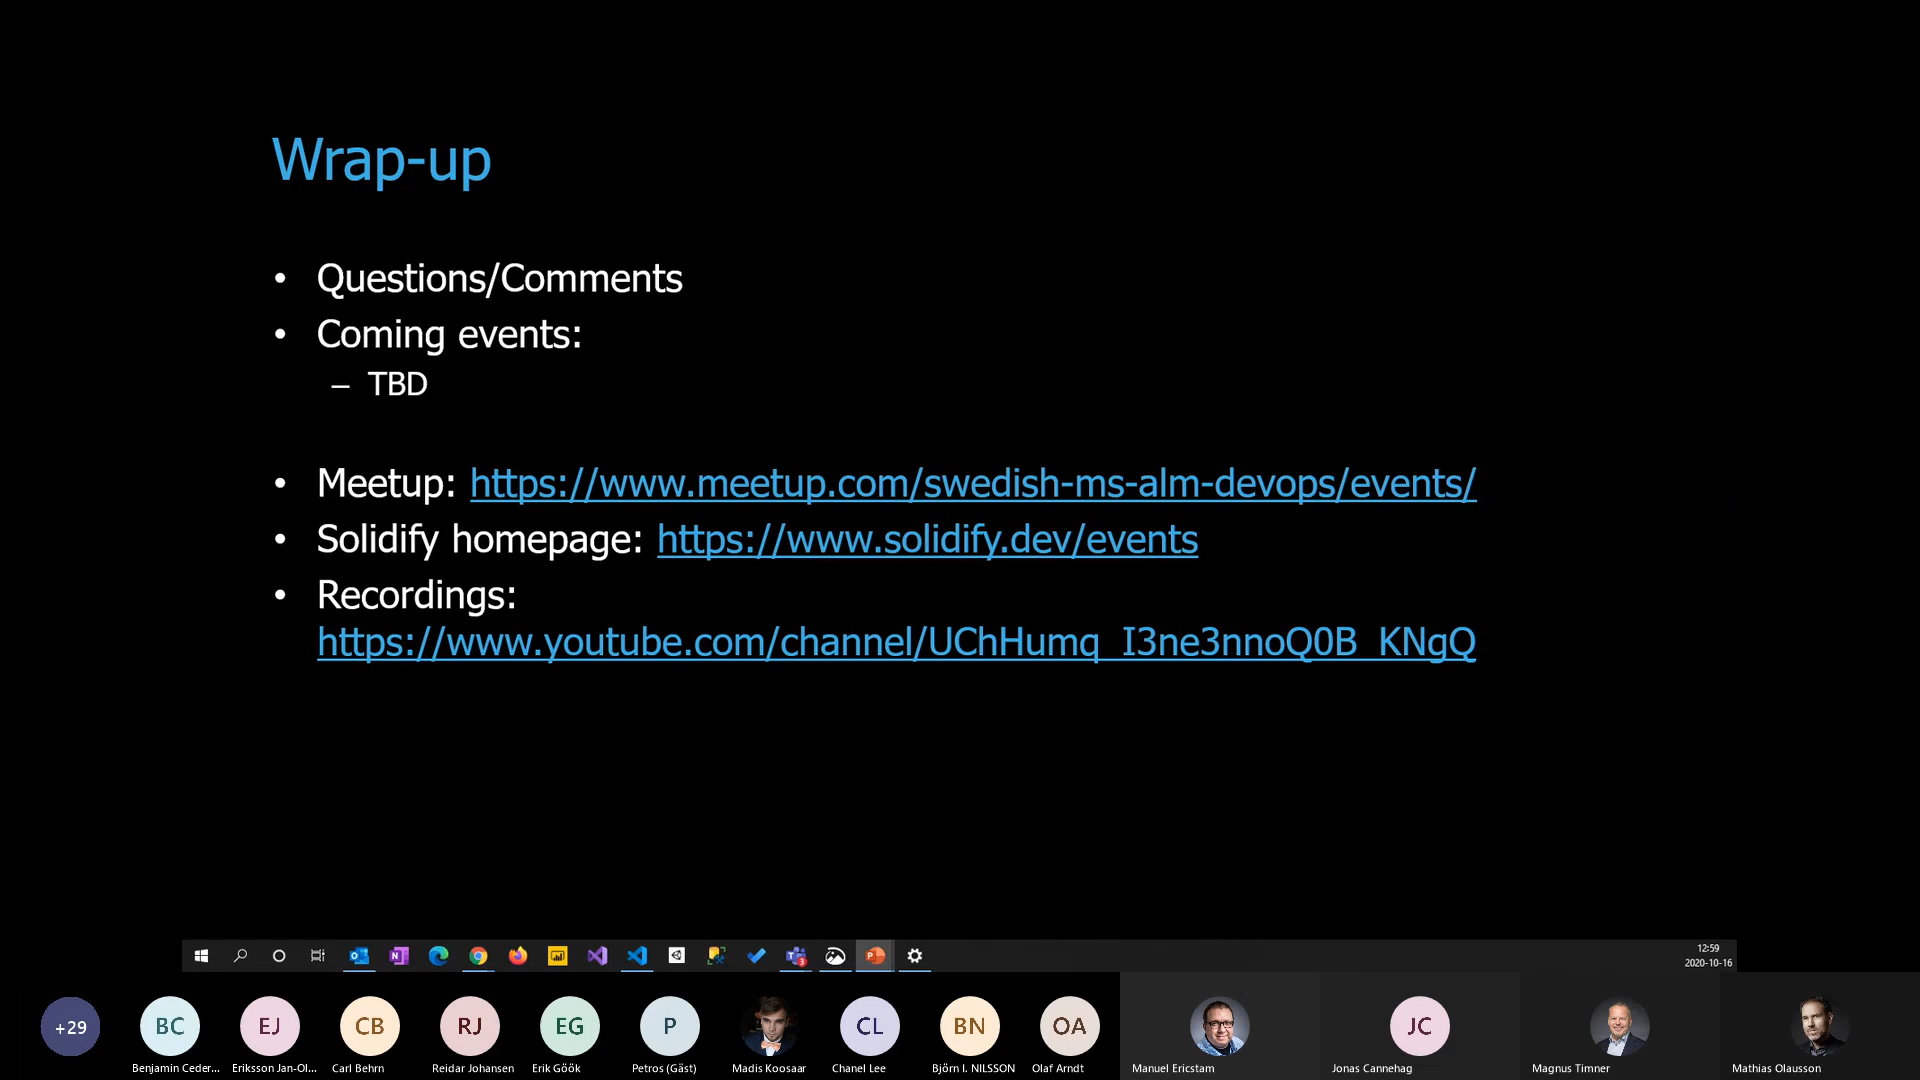 Wrap-up
• Questions/Comments
• Coming events:
– TBD
• Meetup: https://www.meetup.com/swedish-ms-alm-devops/events/
• Solidify homepage: https://www.solidify.dev/events
• Recordings:
https://www.youtube.com/channel/UChHumq_I3ne3nnoQ0B_KNgQ
12:59
2020-10-16
+29 BC EJ CB RJ EG P CL BN OA JC
Benjamin Ceder... Eriksson Jan-Ol... Carl Behrn Reidar Johansen Erik Göök Petros (Gäst) Madis Koosaar Chanel Lee Björn I. NILSSON Olaf Arndt Manuel Ericstam Jonas Cannehag Magnus Timner Mathias Olausson